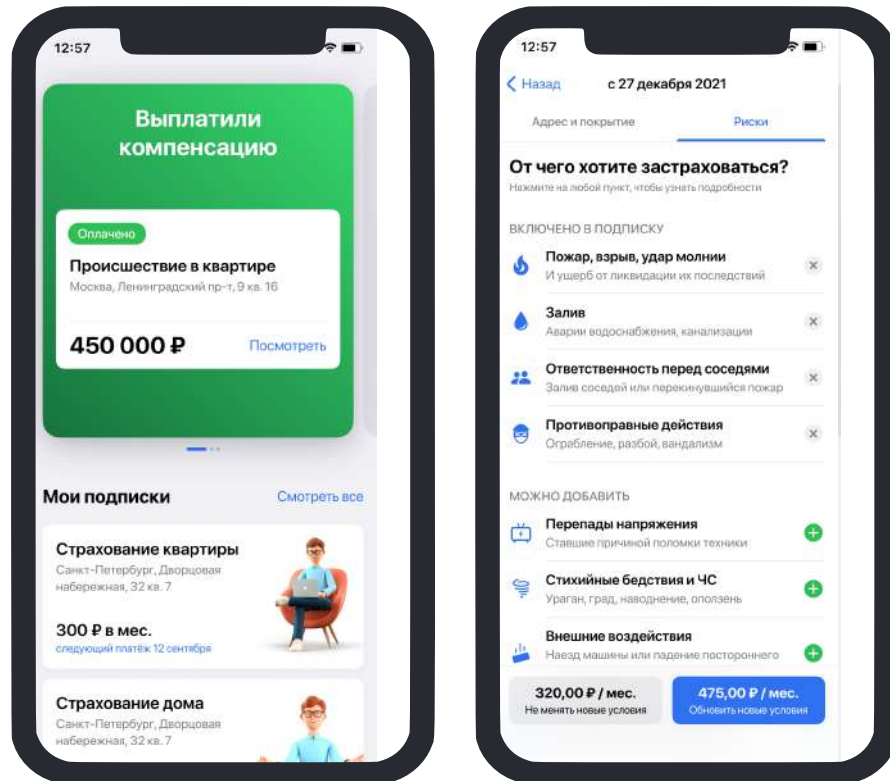 12:57
Выплатили
компенсацию
Оплачено
Происшествие в квартире
Москва, Ленинградский пр-т, 9 кв. 16
450 000 ₽
Посмотреть
Мои подписки
Смотреть все
Страхование квартиры
Санкт-Петербург, Дворцовая
набережная, 32 кв. 7
300 ₽ в мес.
следующий платёж 12 сентября
Страхование дома
Санкт-Петербург, Дворцовая
набережная, 32 кв. 7
12:57
Назад
с 27 декабря 2021
Адрес и покрытие
Риски
От чего хотите застраховаться?
Нажмите на любой пункт, чтобы узнать подробности
ВКЛЮЧЕНО В ПОДПИСКУ
Пожар, взрыв, удар молнии
И ущерб от ликвидации их последствий
Залив
Аварии водоснабжения, канализации
Ответственность перед соседями
Залив соседей или перекинувшийся пожар
Противоправные действия
Ограбление, разбой, вандализм
МОЖНО ДОБАВИТЬ
Перепады напряжения
Ставшие причиной поломки техники
Стихийные бедствия и ЧС
Ураган, град, наводнение, оползень
Внешние воздействия
Наезд машины или падение постороннего
320,00 ₽ / мес.
Не менять новые условия
475,00 ₽ / мес.
Обновить новые условия